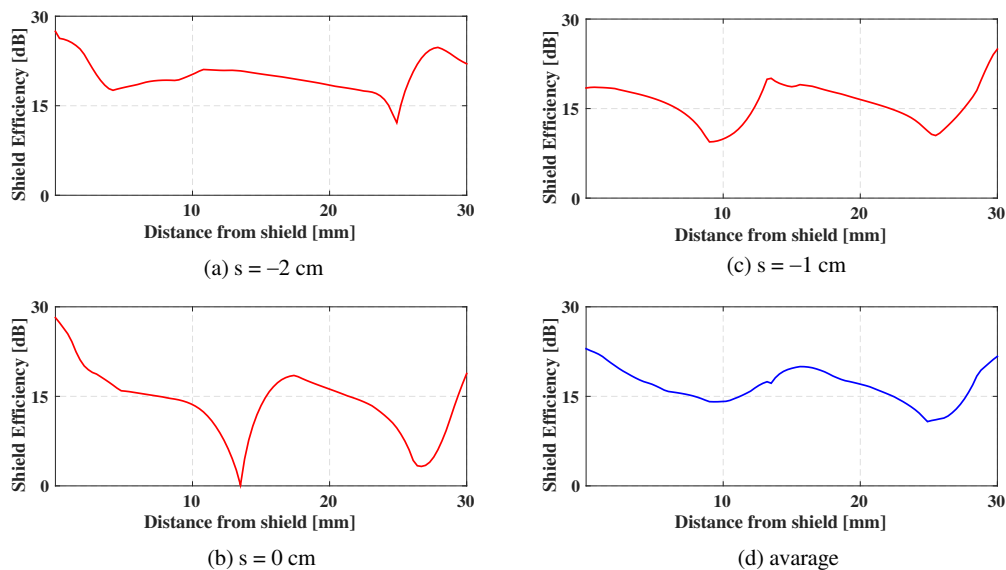 30
15
0
10
20
30
Shield Efficiency [dB]
Distance from shield [mm]
(a) s = –2 cm
30
15
0
10
20
30
Shield Efficiency [dB]
Distance from shield [mm]
(c) s = –1 cm
30
15
0
10
20
30
Shield Efficiency [dB]
Distance from shield [mm]
(b) s = 0 cm
30
15
0
10
20
30
Shield Efficiency [dB]
Distance from shield [mm]
(d) avarage